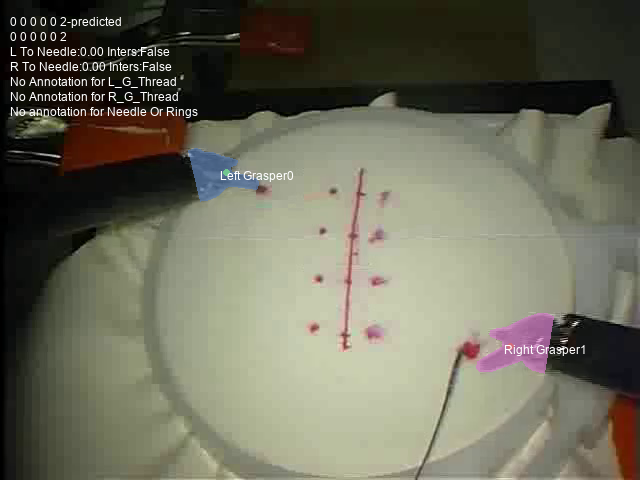 0 0 0 0 0 2-predicted
0 0 0 0 0 2
L To Needle:0.00 Inters:False
R To Needle:0.00 Inters:False
No Annotation for L_G_Thread
No Annotation for R_G_Thread
No annotation for Needle Or Rings
Left Grasper0
Right Grasper1